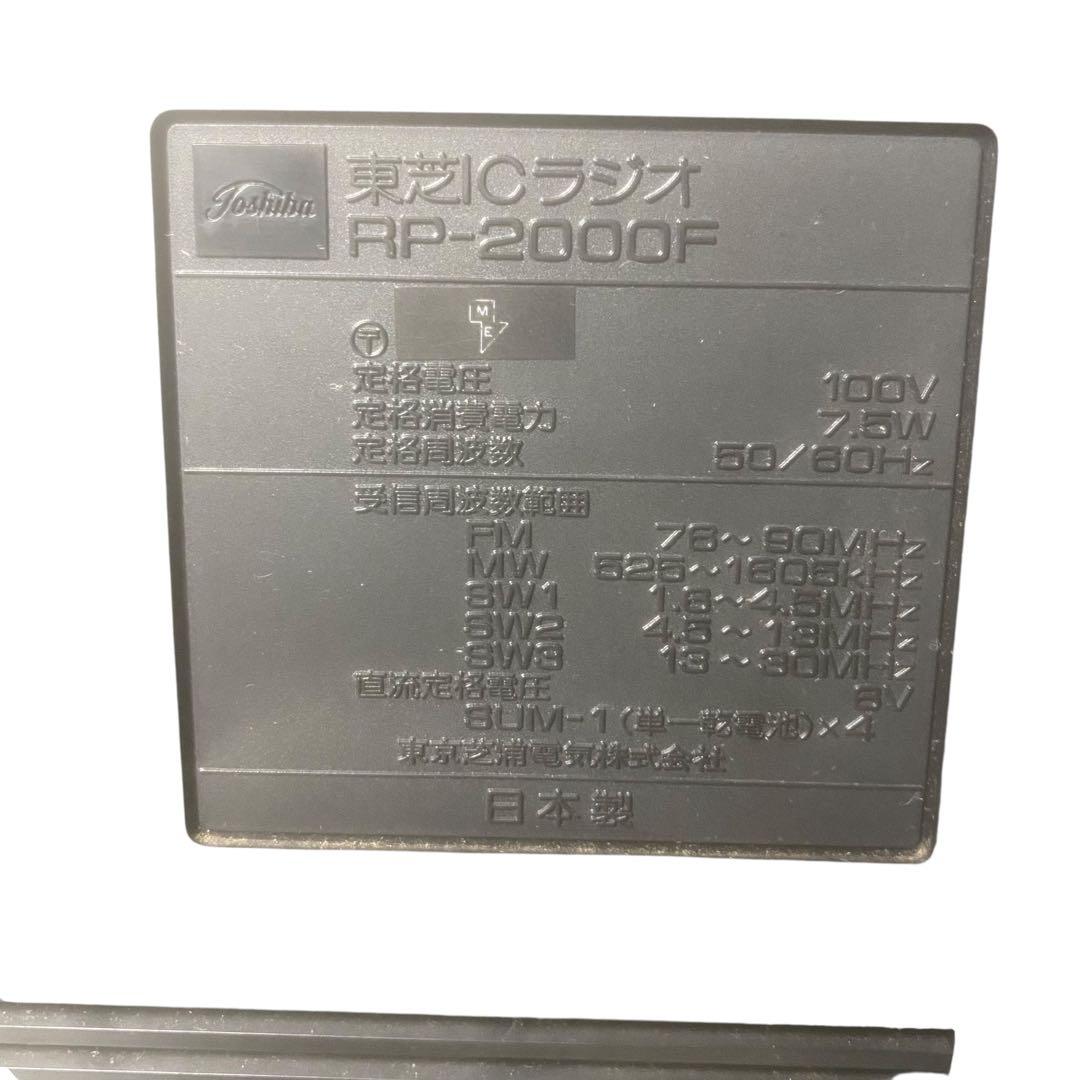 Toshiba
東芝ICラジオ
RP-2000F
〒 ME
定格電圧 100V
定格消費電力 7.5W
定格周波数 50/60Hz
受信周波数範囲
FM 76～90MHz
MW 525～1605kHz
SW1 1.6～4.5MHz
SW2 4.5～13MHz
SW3 13～30MHz
直流定格電圧 6V
SUM-1(単一乾電池)×4
東京芝浦電気株式会社
日本製